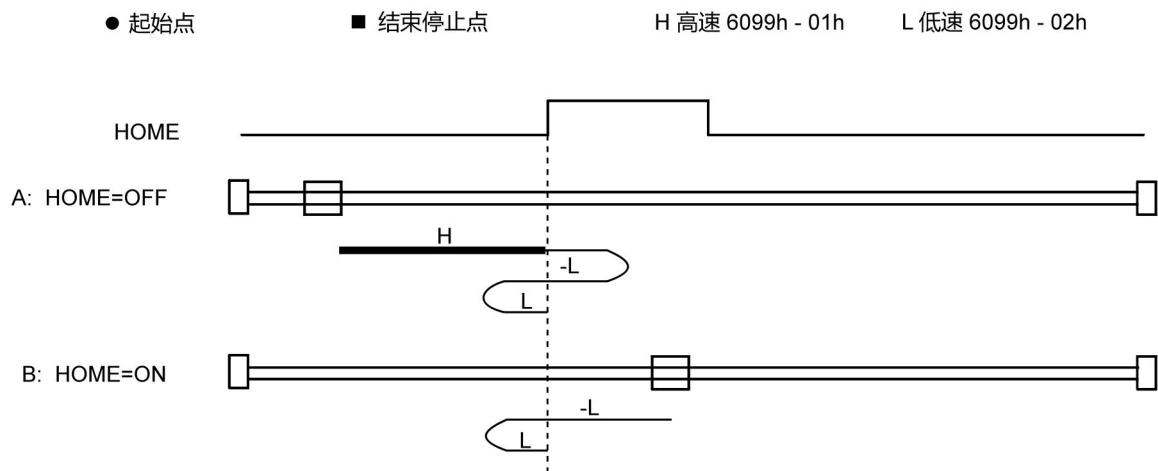 ● 起始点 ■ 结束停止点 H 高速 6099h - 01h L 低速 6099h - 02h
HOME
A: HOME=OFF
H
-L
L
B: HOME=ON
-L
L